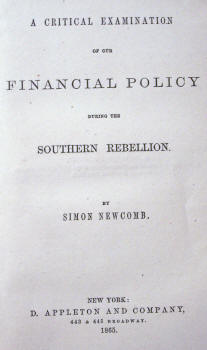 A CRITICAL EXAMINATION
OF OUR
FINANCIAL POLICY
DURING THE
SOUTHERN REBELLION.
BY
SIMON NEWCOMB.
NEW YORK:
D. APPLETON AND COMPANY,
443 & 445 BROADWAY.
1865.